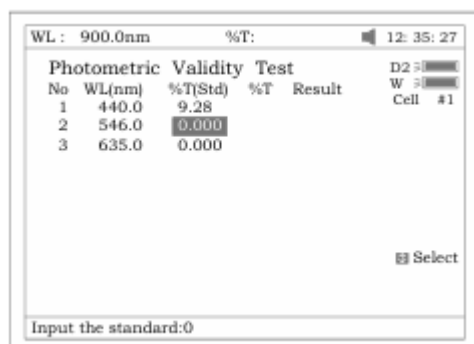 WL : 900.0nm %T: 12: 35: 27
Photometric Validity Test D2
No WL(nm) %T(Std) %T Result W
1 440.0 9.28 Cell #1
2 546.0 0.000
3 635.0 0.000
Select
Input the standard:0